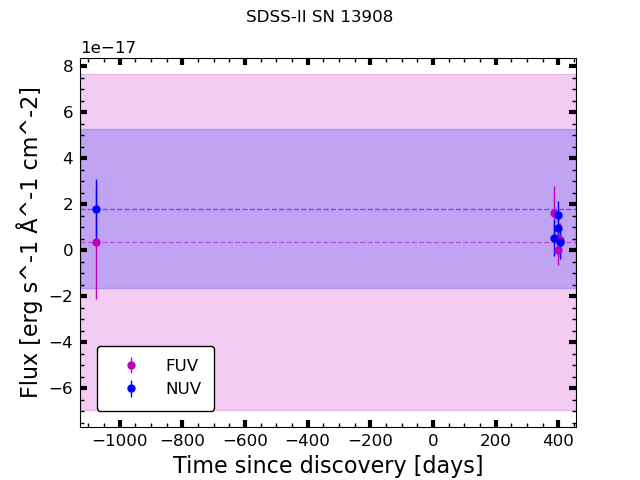 SDSS-II SN 13908
1e−17
8
6
4
2
0
−2
−4
−6
Flux [erg s^-1 Å^-1 cm^-2]
FUV
NUV
−1000 −800 −600 −400 −200 0 200 400
Time since discovery [days]